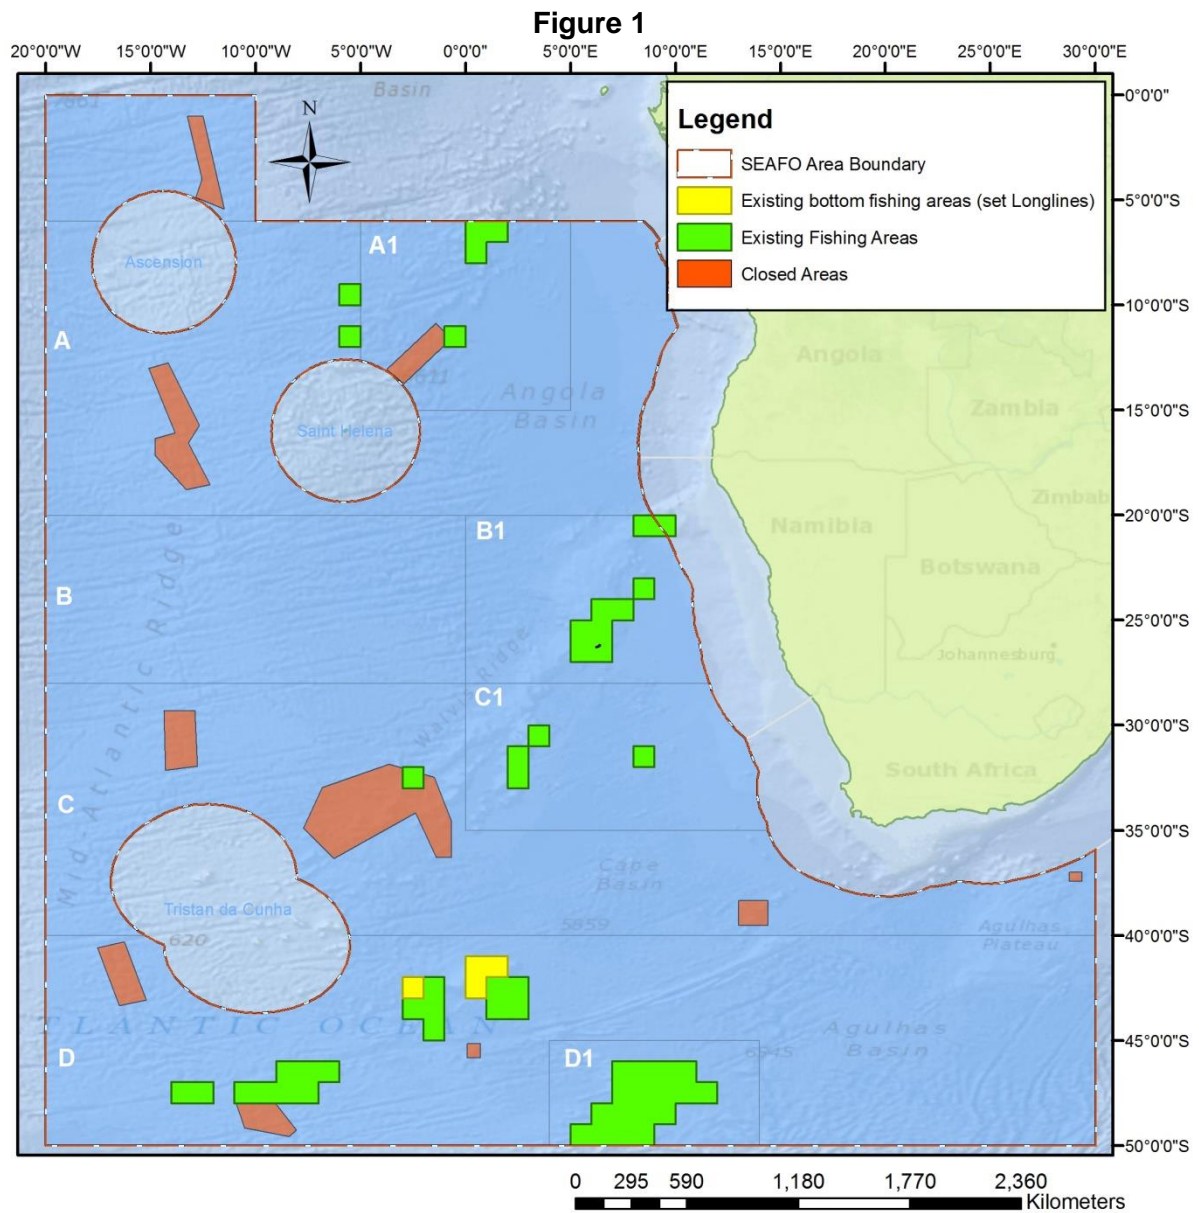 Figure 1
20°0'0"W 15°0'0"W 10°0'0"W 5°0'0"W 0°0'0" 5°0'0"E 10°0'0"E 15°0'0"E 20°0'0"E 25°0'0"E 30°0'0"E
Basin
0°0'0"
N
Legend
SEAFO Area Boundary
Existing bottom fishing areas (set Longlines)
Existing Fishing Areas
Closed Areas
5°0'0"S
A1
Ascension
10°0'0"S
A
Angola
Angola
Basin
Zambia
15°0'0"S
Saint Helena
Zimbab
20°0'0"S
B1
Namibia
Botswana
B
25°0'0"S
Mid-Atlantic Ridge
Walvis Ridge
Johannesburg
C1
30°0'0"S
South Africa
C
35°0'0"S
Cape
Basin
Tristan da Cunha
5859
Agulhas
Plateau
620
40°0'0"S
TLANTIC OCEAN
Agulhas
Basin
45°0'0"S
D
D1
50°0'0"S
0 295 590 1,180 1,770 2,360
Kilometers